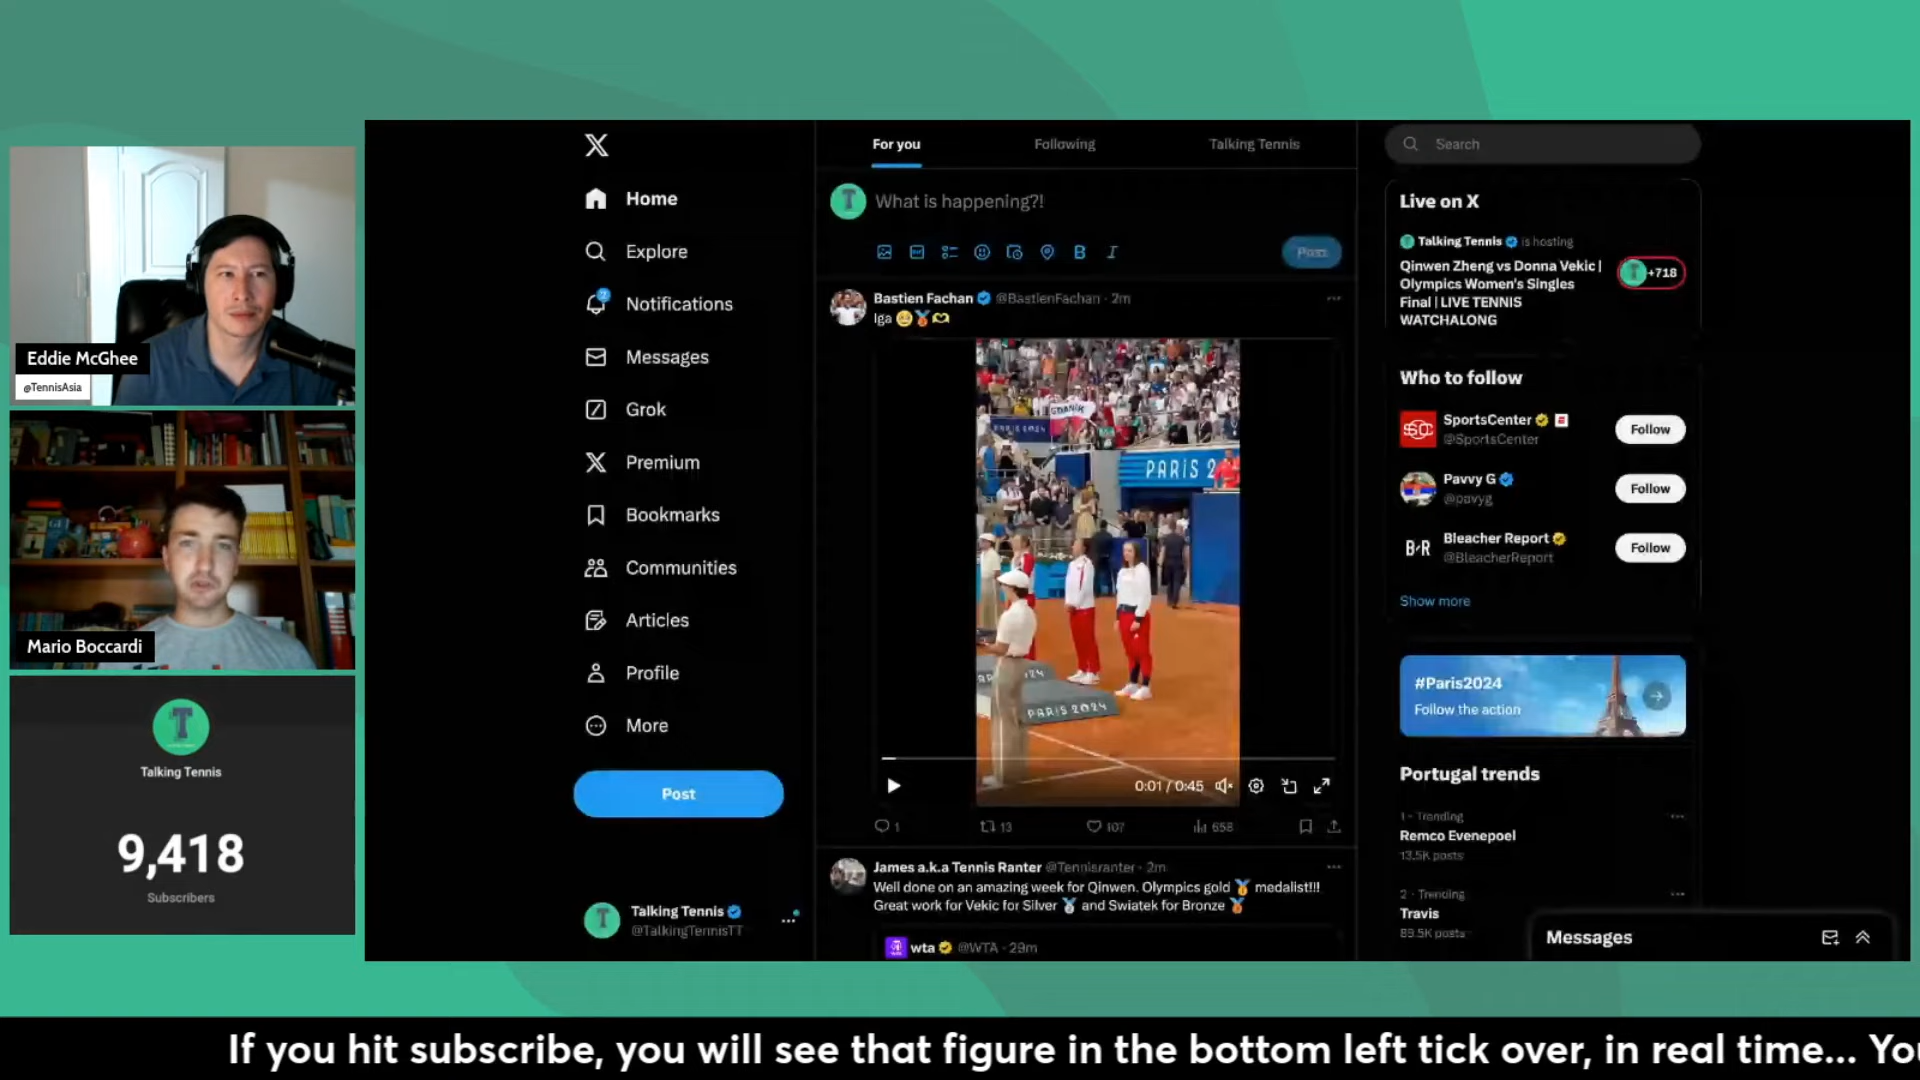 Eddie McGhee
@TennisAsia
Mario Boccardi
Talking Tennis
9,418
Subscribers
Home
Explore
2
Notifications
Messages
Grok
Premium
Bookmarks
Communities
Articles
Profile
More
Post
Talking Tennis
@TalkingTennisTT
For you
Following
Talking Tennis
What is happening?!
B
I
Post
Bastien Fachan @BastienFachan · 2m
Iga 🥹🥉🫶
GDAŃSK
PARIS 2024
PARIS 2
PARIS 2024
0:01 / 0:45
1
13
107
658
James a.k.a Tennis Ranter @Tennisranter · 2m
Well done on an amazing week for Qinwen. Olympics gold 🥇 medalist!!!
Great work for Vekic for Silver 🥈 and Swiatek for Bronze 🥉
wta @WTA · 29m
Search
Live on X
Talking Tennis is hosting
Qinwen Zheng vs Donna Vekic |
Olympics Women's Singles
Final | LIVE TENNIS
WATCHALONG
+718
Who to follow
SportsCenter
@SportsCenter
Follow
Pavvy G
@pavyg
Follow
B/R
Bleacher Report
@BleacherReport
Follow
Show more
#Paris2024
Follow the action
Portugal trends
1 · Trending
Remco Evenepoel
13.5K posts
2 · Trending
Travis
89.5K posts
Messages
If you hit subscribe, you will see that figure in the bottom left tick over, in real time... You